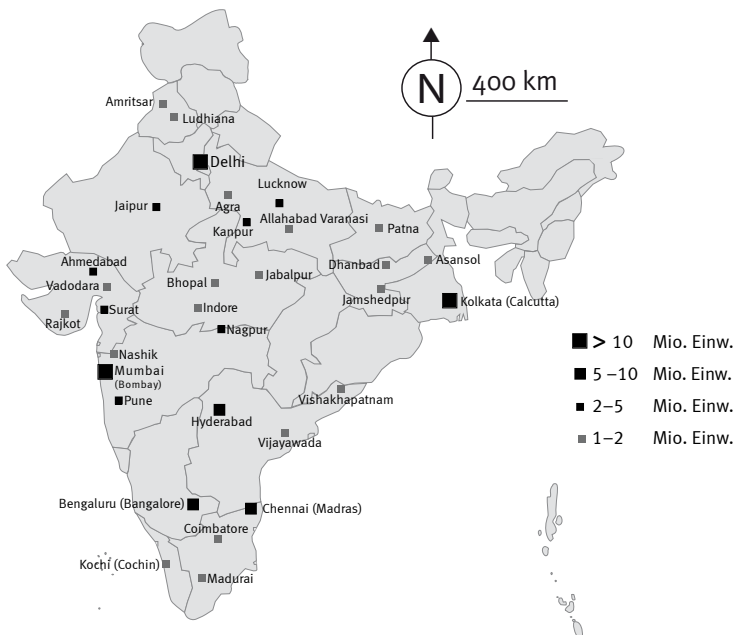 N
400 km
Amritsar
Ludhiana
Delhi
Lucknow
Jaipur
Agra
Allahabad Varanasi
Kanpur
Patna
Ahmedabad
Dhanbad
Asansol
Vadodara
Bhopal
Jabalpur
Jamshedpur
Kolkata (Calcutta)
Surat
Indore
Rajkot
Nagpur
Nashik
Mumbai
(Bombay)
Pune
Vishakhapatnam
Hyderabad
Vijayawada
Bengaluru (Bangalore)
Chennai (Madras)
Coimbatore
Kochi (Cochin)
Madurai
> 10 Mio. Einw.
5 –10 Mio. Einw.
2–5 Mio. Einw.
1–2 Mio. Einw.